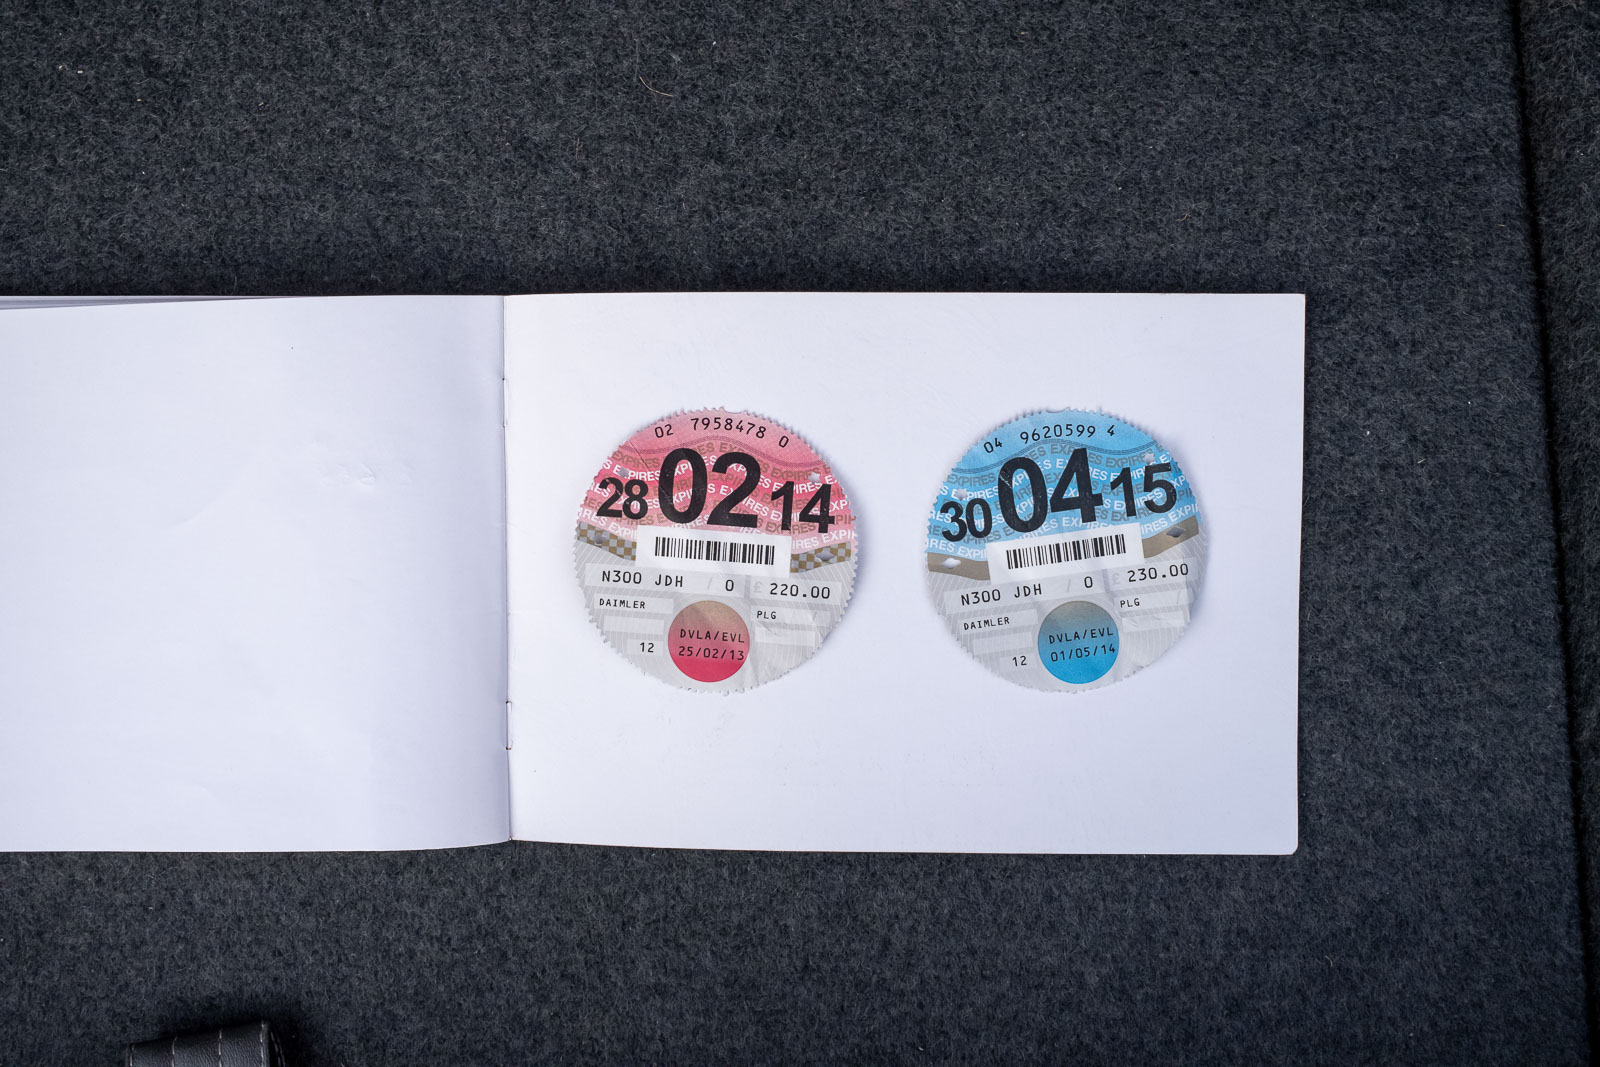 02 7958478 0
28 02 14
N300 JDH / 0 £ 220.00
DAIMLER PLG
12
DVLA/EVL
25/02/13
04 9620599 4
30 04 15
N300 JDH / 0 £ 230.00
DAIMLER PLG
12
DVLA/EVL
01/05/14